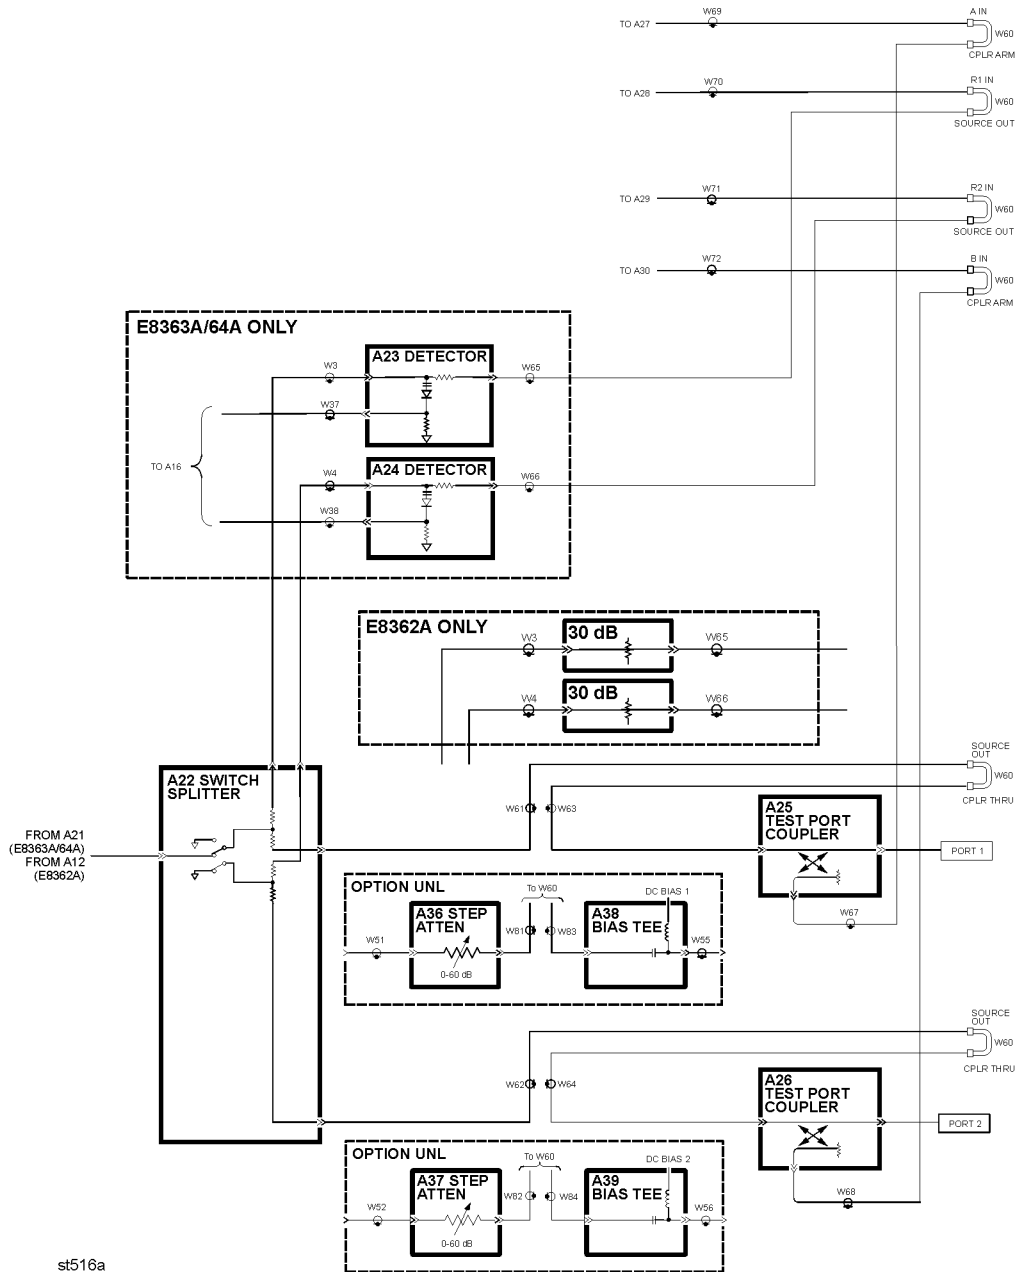 W69
A IN
TO A27
W60
CPLR ARM
W70
R1 IN
TO A28
W60
SOURCE OUT
W71
R2 IN
TO A29
W60
SOURCE OUT
W72
B IN
TO A30
W60
CPLR ARM
E8363A/64A ONLY
A23 DETECTOR
W3
W65
W37
TO A16
A24 DETECTOR
W4
W66
W38
E8362A ONLY
30 dB
W3
W65
30 dB
W4
W66
SOURCE
OUT
W60
CPLR THRU
A22 SWITCH
SPLITTER
W61
W63
A25
TEST PORT
COUPLER
FROM A21
(E8363A/64A)
FROM A12
(E8362A)
PORT 1
OPTION UNL
To W60
DC BIAS 1
A36 STEP
ATTEN
A38
BIAS TEE
W67
W51
W81
W83
W55
0-60 dB
SOURCE
OUT
W60
CPLR THRU
W62
W64
A26
TEST PORT
COUPLER
PORT 2
OPTION UNL
To W60
DC BIAS 2
A37 STEP
ATTEN
A39
BIAS TEE
W68
W52
W82
W84
W56
0-60 dB
st516a